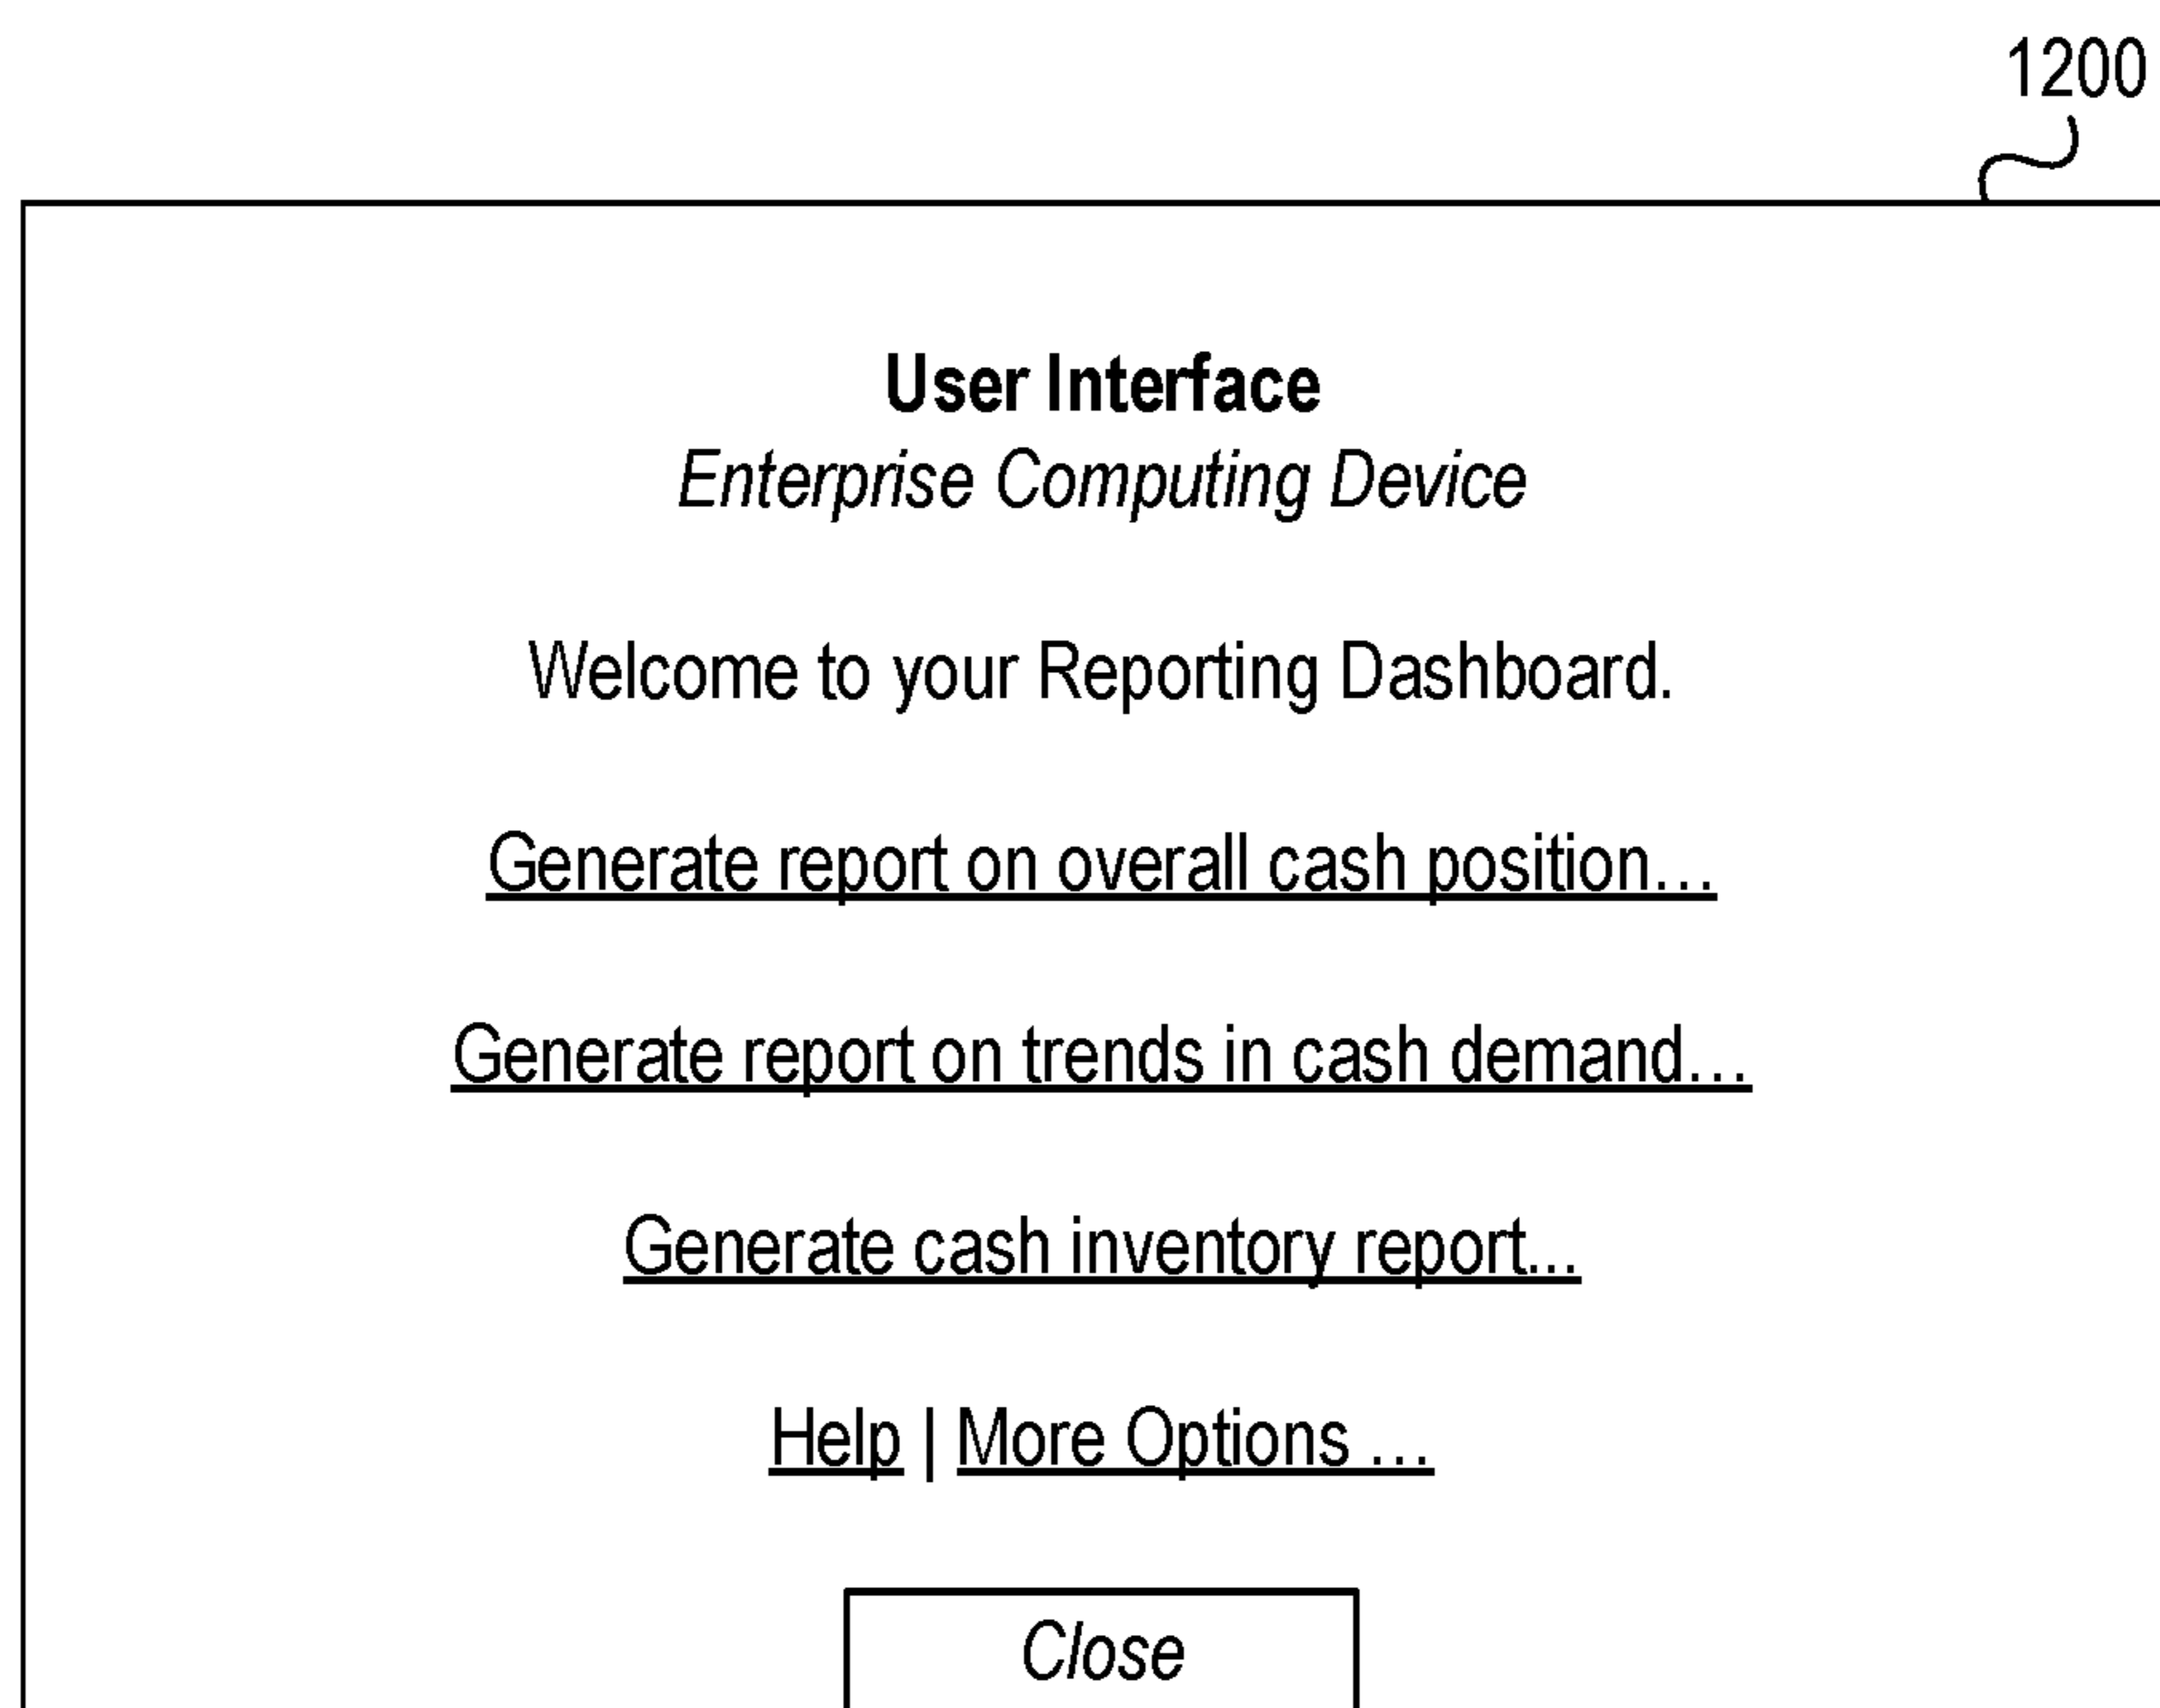 1200
User Interface
Enterprise Computing Device
Welcome to your Reporting Dashboard.
Generate report on overall cash position...
Generate report on trends in cash demand...
Generate cash inventory report...
Help | More Options ...
Close